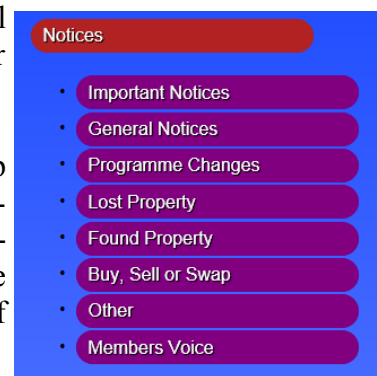 Notices
• Important Notices
• General Notices
• Programme Changes
• Lost Property
• Found Property
• Buy, Sell or Swap
• Other
• Members Voice